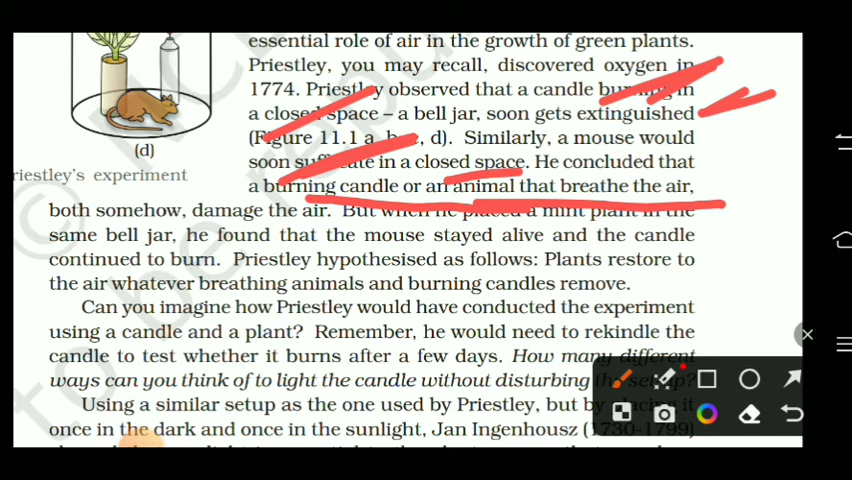 essential role of air in the growth of green plants.
Priestley, you may recall, discovered oxygen in
1774. Priestley observed that a candle burning in
a closed space – a bell jar, soon gets extinguished
(Figure 11.1 a, b, c, d). Similarly, a mouse would
soon suffocate in a closed space. He concluded that
a burning candle or an animal that breathe the air,
(d)
riestley's experiment
both somehow, damage the air. But when he placed a mint plant in the
same bell jar, he found that the mouse stayed alive and the candle
continued to burn. Priestley hypothesised as follows: Plants restore to
the air whatever breathing animals and burning candles remove.
Can you imagine how Priestley would have conducted the experiment
using a candle and a plant? Remember, he would need to rekindle the
candle to test whether it burns after a few days. How many different
ways can you think of to light the candle without disturbing the set-up?
Using a similar setup as the one used by Priestley, but by placing it
once in the dark and once in the sunlight, Jan Ingenhousz (1730-1799)